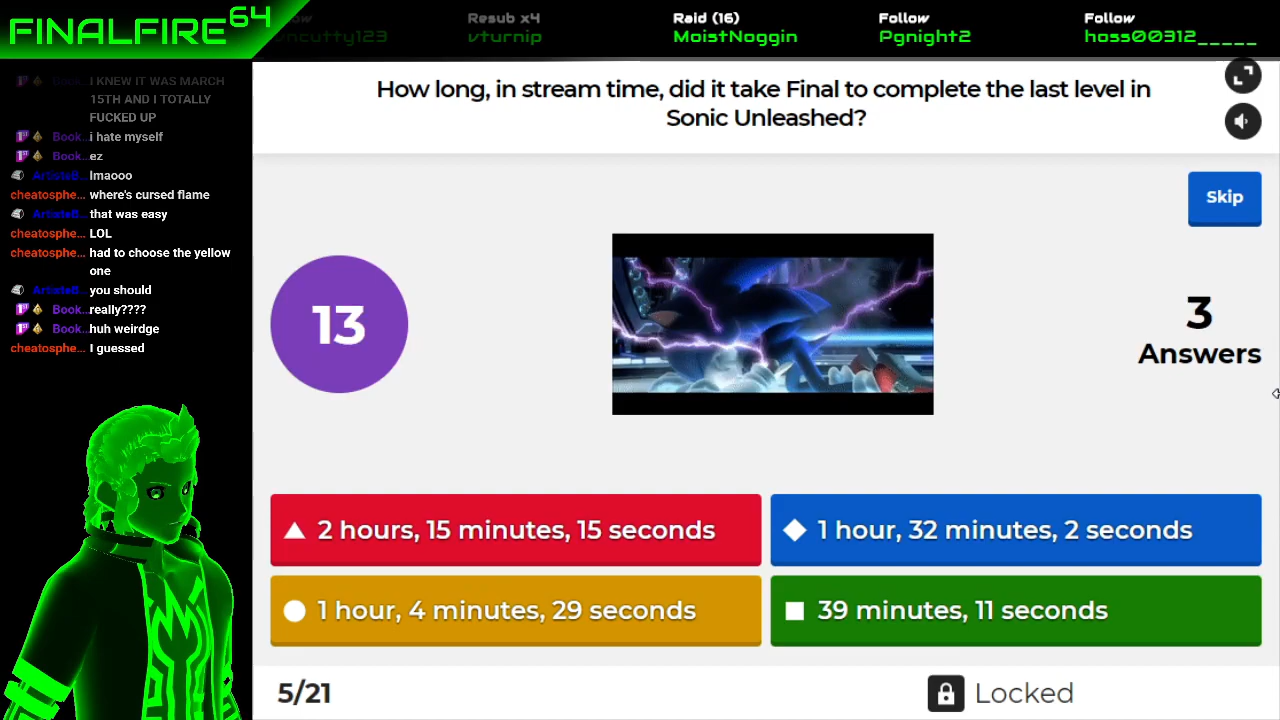 FINALFIRE64
Resub x4
vturnip
Raid (16)
MoistNoggin
Follow
Pgnight2
Follow
hoss00312_____
How long, in stream time, did it take Final to complete the last level in
Sonic Unleashed?
Book... I KNEW IT WAS MARCH
15TH AND I TOTALLY
FUCKED UP
Book... i hate myself
Book... ez
ArtisteB... lmaooo
cheatosphe... where's cursed flame
ArtisteB... that was easy
cheatosphe... LOL
cheatosphe... had to choose the yellow
one
ArtisteB... you should
Book... really????
Book... huh weirdge
cheatosphe... I guessed
Skip
13
3
Answers
2 hours, 15 minutes, 15 seconds
1 hour, 32 minutes, 2 seconds
1 hour, 4 minutes, 29 seconds
39 minutes, 11 seconds
5/21
Locked